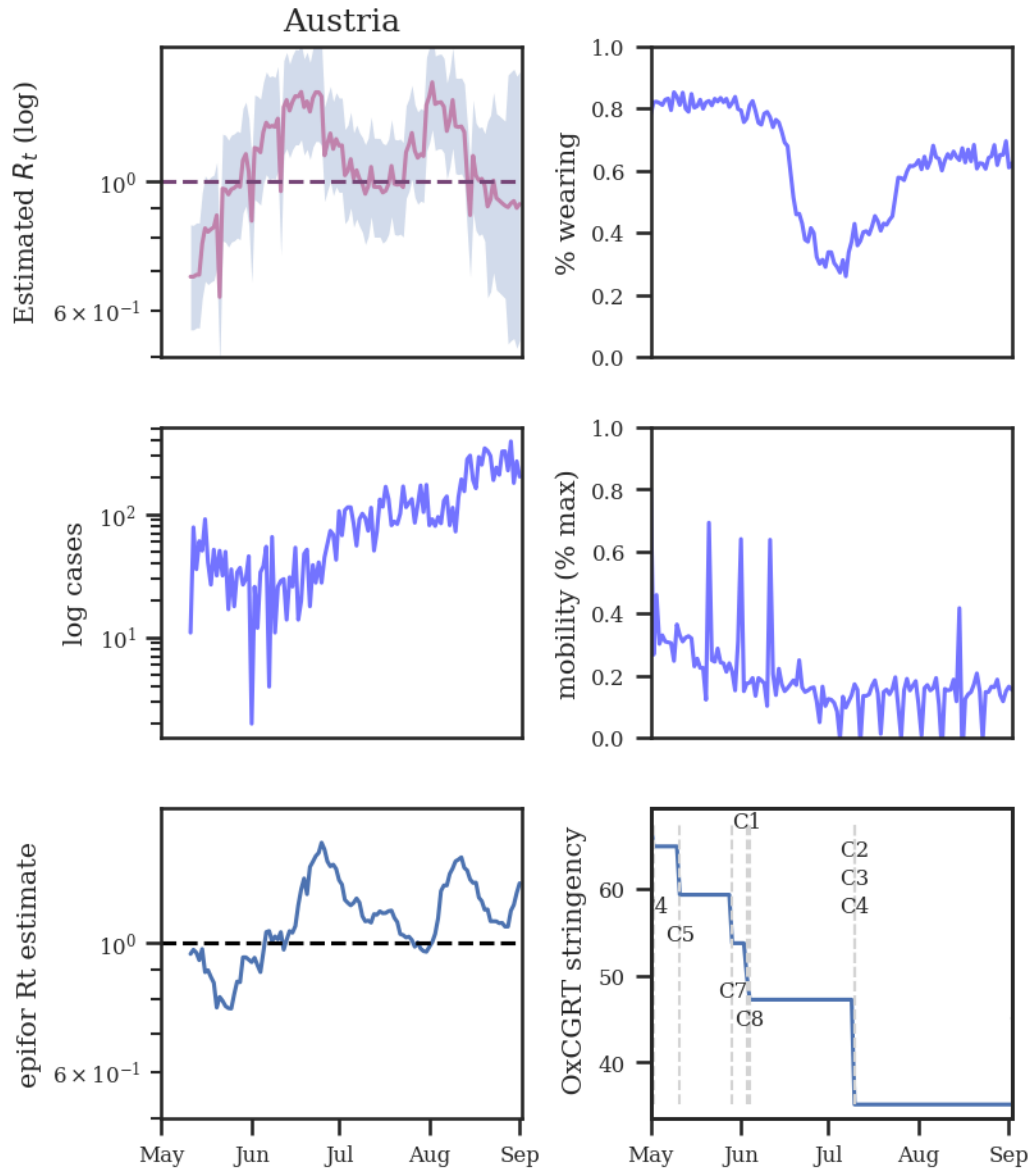 Austria
Estimated R_t (log)
10^0
6 × 10^-1
% wearing
1.0
0.8
0.6
0.4
0.2
0.0
log cases
10^2
10^1
mobility (% max)
1.0
0.8
0.6
0.4
0.2
0.0
epifor Rt estimate
10^0
6 × 10^-1
May Jun Jul Aug Sep
OxCGRT stringency
60
50
40
C1
C2
C3
4 C4
C5
C7
C8
May Jun Jul Aug Sep